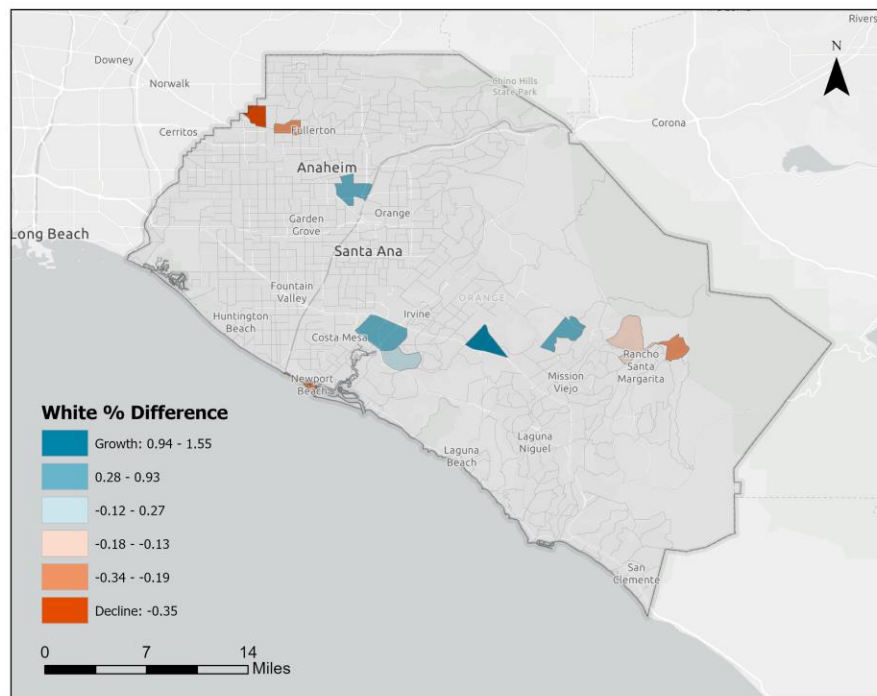 Rivers
Downey
N
Norwalk
Chino Hills
State Park
Corona
Cerritos
Fullerton
Anaheim
Orange
Garden
Grove
Long Beach
Santa Ana
Fountain
Valley
Irvine
ORANGE
Huntington
Beach
Costa Mesa
Rancho
Santa
Margarita
Mission
Viejo
Newport
Beach
Laguna
Niguel
Laguna
Beach
San
Clemente
White % Difference
Growth: 0.94 - 1.55
0.28 - 0.93
-0.12 - 0.27
-0.18 - -0.13
-0.34 - -0.19
Decline: -0.35
0 7 14
Miles